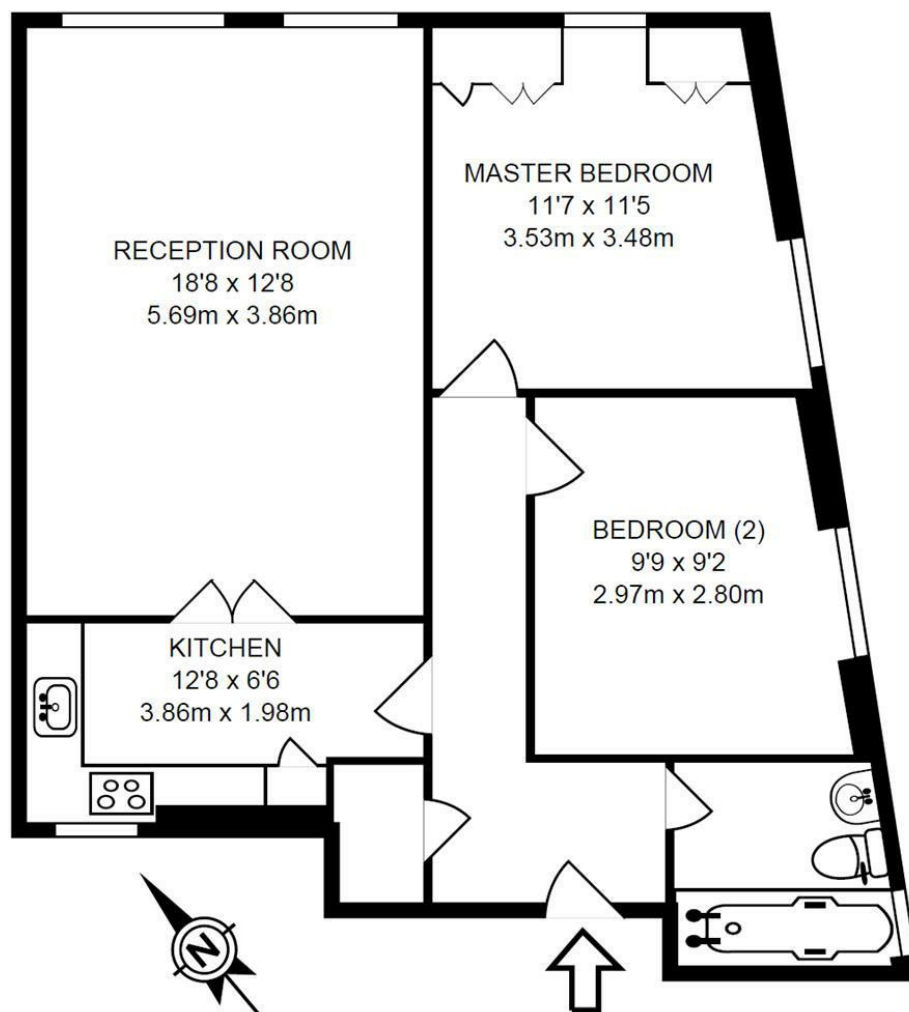 MASTER BEDROOM
11'7 x 11'5
3.53m x 3.48m
RECEPTION ROOM
18'8 x 12'8
5.69m x 3.86m
BEDROOM (2)
9'9 x 9'2
2.97m x 2.80m
KITCHEN
12'8 x 6'6
3.86m x 1.98m
N